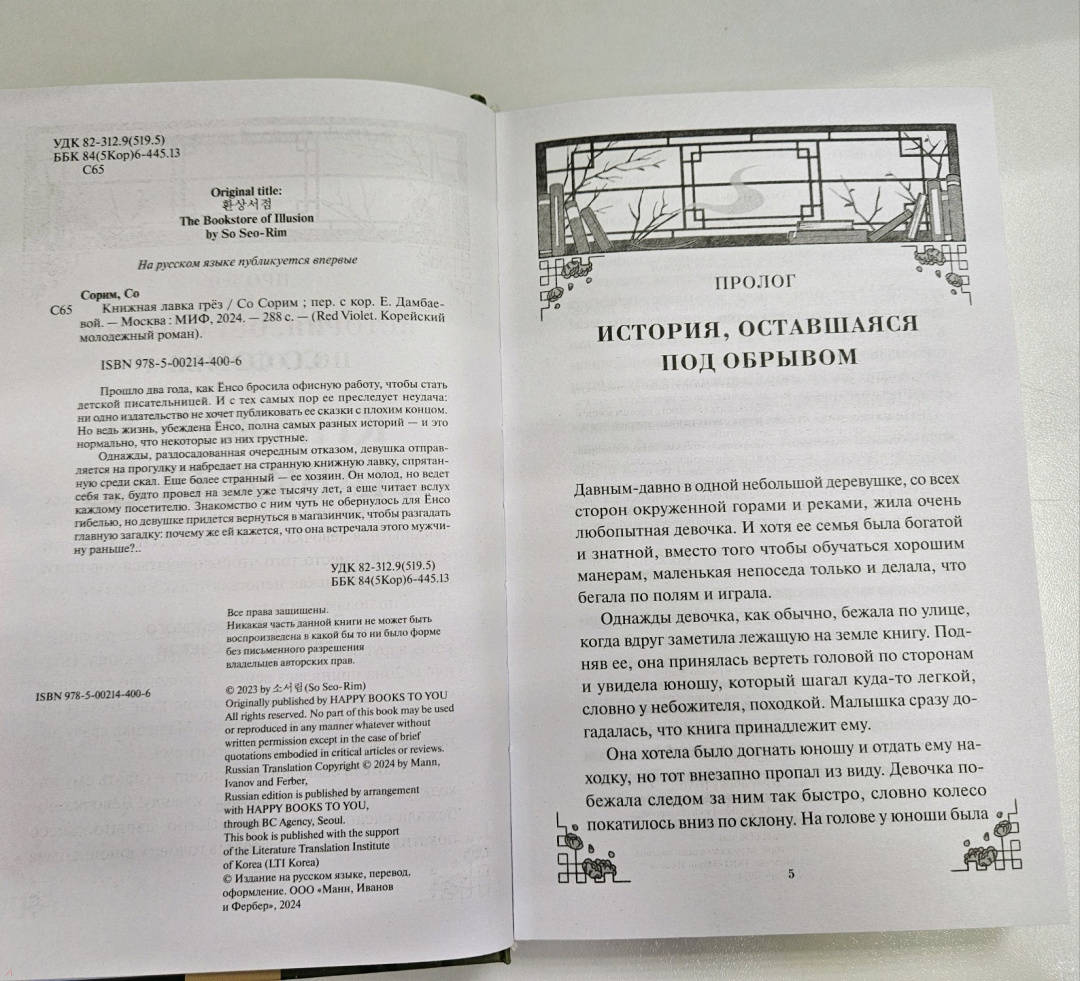 УДК 82-312.9(519.5)
ББК 84(5Кор)6-445.13
С65
Original title:
환상서점
The Bookstore of Illusion
by So Seo-Rim
На русском языке публикуется впервые
Сорим, Со
С65 Книжная лавка грёз / Со Сорим ; пер. с кор. Е. Дамбае-
вой. — Москва : МИФ, 2024. — 288 с. — (Red Violet. Корейский
молодежный роман).
ISBN 978-5-00214-400-6
Прошло два года, как Ёнсо бросила офисную работу, чтобы стать
детской писательницей. И с тех самых пор ее преследует неудача:
ни одно издательство не хочет публиковать ее сказки с плохим концом.
Но ведь жизнь, убеждена Ёнсо, полна самых разных историй — и это
нормально, что некоторые из них грустные.
Однажды, раздосадованная очередным отказом, девушка отправ-
ляется на прогулку и набредает на странную книжную лавку, спрятан-
ную среди скал. Еще более странный — ее хозяин. Он молод, но ведет
себя так, будто провел на земле уже тысячу лет, а еще читает вслух
каждому посетителю. Знакомство с ним чуть не обернулось для Ёнсо
гибелью, но девушке придется вернуться в магазинчик, чтобы разгадать
главную загадку: почему же ей кажется, что она встречала этого мужчи-
ну раньше?..
УДК 82-312.9(519.5)
ББК 84(5Кор)6-445.13
Все права защищены.
Никакая часть данной книги не может быть
воспроизведена в какой бы то ни было форме
без письменного разрешения
владельцев авторских прав.
ISBN 978-5-00214-400-6
© 2023 by 소서림 (So Seo-Rim)
Originally published by HAPPY BOOKS TO YOU
All rights reserved. No part of this book may be used
or reproduced in any manner whatever without
written permission except in the case of brief
quotations embodied in critical articles or reviews.
Russian Translation Copyright © 2024 by Mann,
Ivanov and Ferber,
Russian edition is published by arrangement
with HAPPY BOOKS TO YOU,
through BC Agency, Seoul.
This book is published with the support
of the Literature Translation Institute
of Korea (LTI Korea)
© Издание на русском языке, перевод,
оформление. ООО «Манн, Иванов
и Фербер», 2024
ПРОЛОГ
ИСТОРИЯ, ОСТАВШАЯСЯ
ПОД ОБРЫВОМ
Давным-давно в одной небольшой деревушке, со всех
сторон окруженной горами и реками, жила очень
любопытная девочка. И хотя ее семья была богатой
и знатной, вместо того чтобы обучаться хорошим
манерам, маленькая непоседа только и делала, что
бегала по полям и играла.
Однажды девочка, как обычно, бежала по улице,
когда вдруг заметила лежащую на земле книгу. Под-
няв ее, она принялась вертеть головой по сторонам
и увидела юношу, который шагал куда-то легкой,
словно у небожителя, походкой. Малышка сразу до-
гадалась, что книга принадлежит ему.
Она хотела было догнать юношу и отдать ему на-
ходку, но тот внезапно пропал из виду. Девочка по-
бежала следом за ним так быстро, словно колесо
покатилось вниз по склону. На голове у юноши была
5